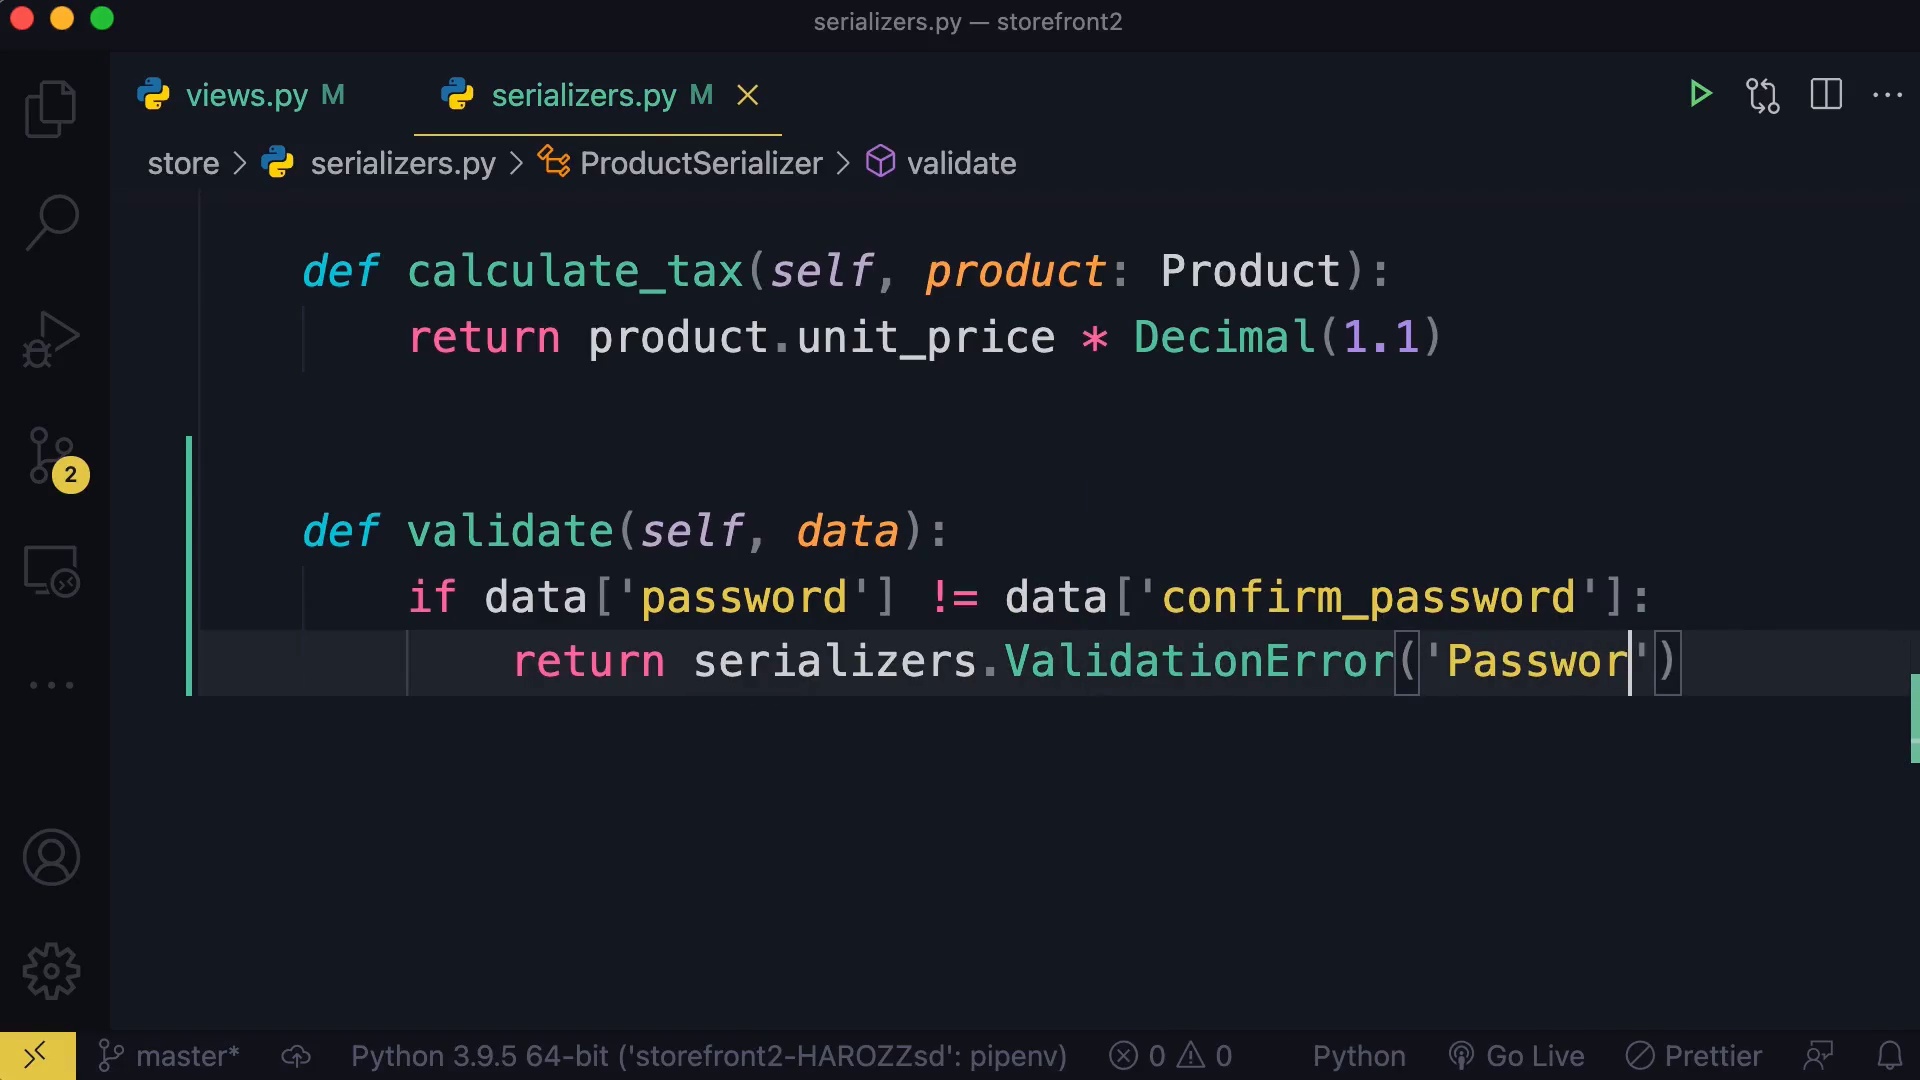 serializers.py — storefront2
views.py M serializers.py M
store > serializers.py > ProductSerializer > validate
def calculate_tax(self, product: Product):
return product.unit_price * Decimal(1.1)
def validate(self, data):
if data['password'] != data['confirm_password']:
return serializers.ValidationError('Passwor')
2
master* Python 3.9.5 64-bit ('storefront2-HAROZZsd': pipenv) 0 0 Python Go Live Prettier